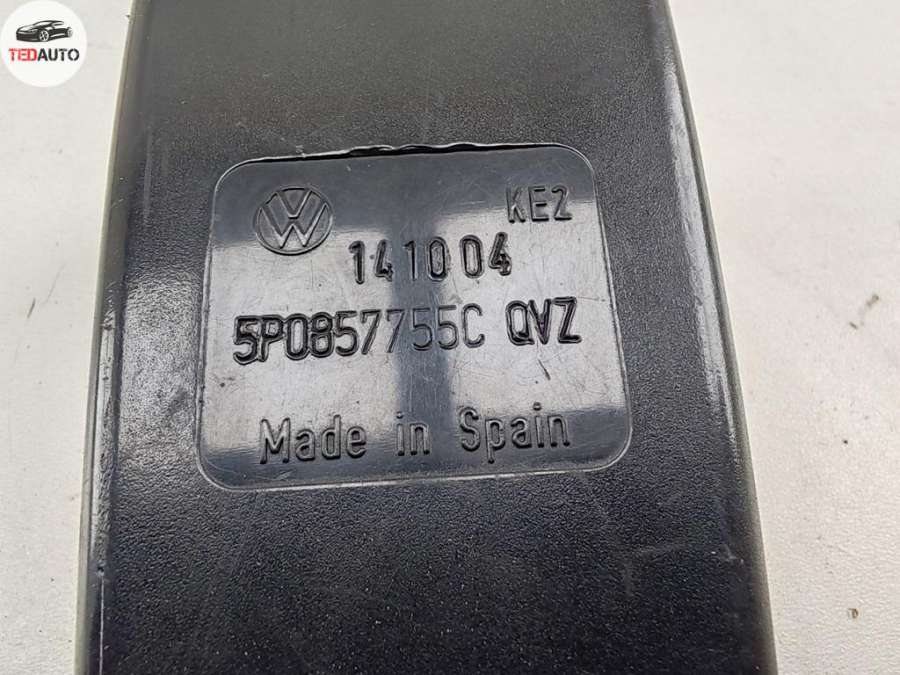 TEDAUTO
KE2
141004
5P0857755C QVZ
Made in Spain